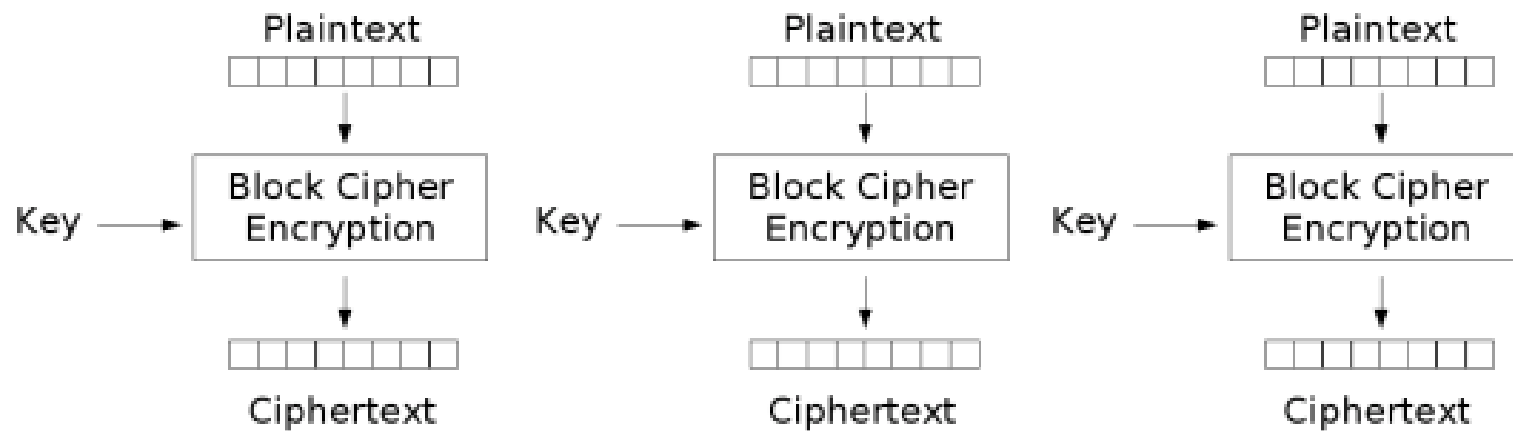 Plaintext Plaintext Plaintext
Block Cipher Block Cipher Block Cipher
Key Encryption Key Encryption Key Encryption
Ciphertext Ciphertext Ciphertext